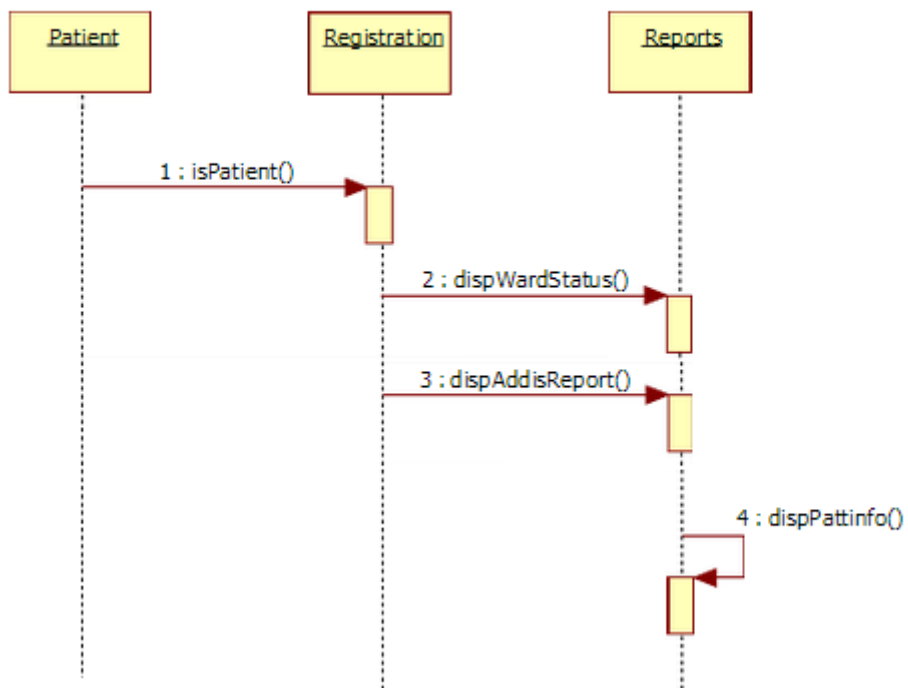 Patient
Registration
Reports
1 : isPatient()
2 : dispWardStatus()
3 : dispAddisReport()
4 : dispPattinfo()